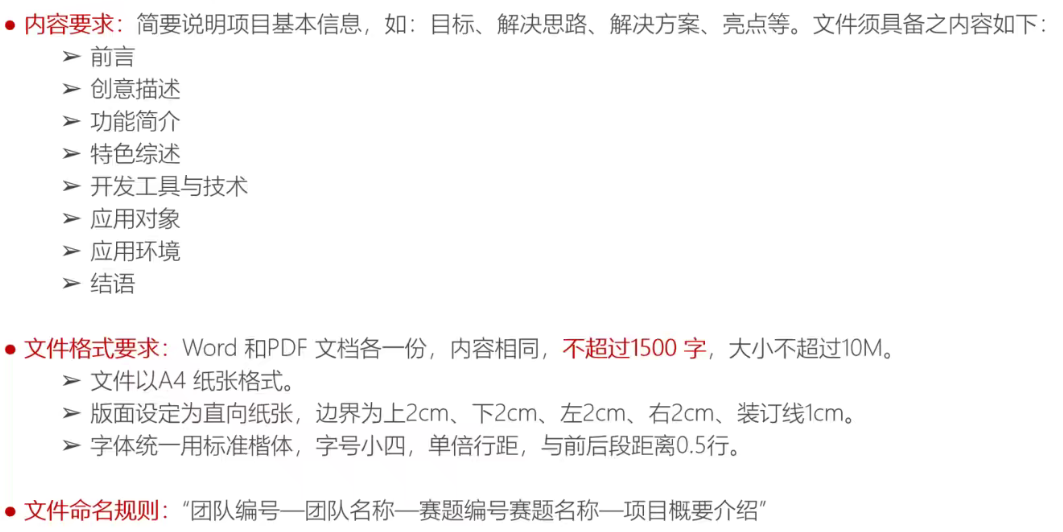 ● 内容要求：简要说明项目基本信息，如：目标、解决思路、解决方案、亮点等。文件须具备之内容如下：
➢ 前言
➢ 创意描述
➢ 功能简介
➢ 特色综述
➢ 开发工具与技术
➢ 应用对象
➢ 应用环境
➢ 结语
● 文件格式要求：Word 和PDF 文档各一份，内容相同，不超过1500 字，大小不超过10M。
➢ 文件以A4 纸张格式。
➢ 版面设定为直向纸张，边界为上2cm、下2cm、左2cm、右2cm、装订线1cm。
➢ 字体统一用标准楷体，字号小四，单倍行距，与前后段距离0.5行。
● 文件命名规则：“团队编号—团队名称—赛题编号赛题名称—项目概要介绍”